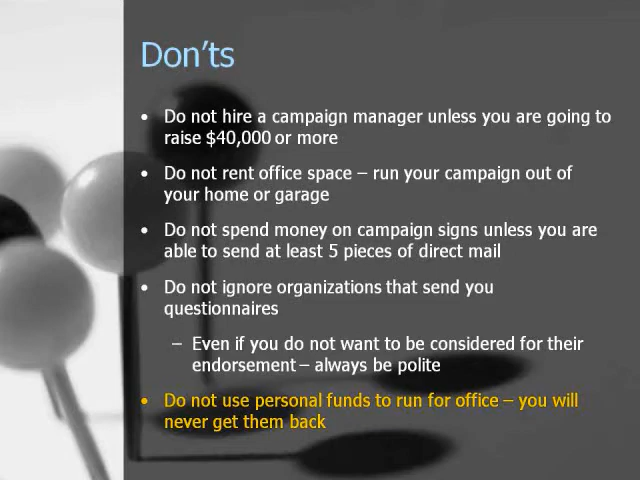 Don’ts
• Do not hire a campaign manager unless you are going to
raise $40,000 or more
• Do not rent office space – run your campaign out of
your home or garage
• Do not spend money on campaign signs unless you are
able to send at least 5 pieces of direct mail
• Do not ignore organizations that send you
questionnaires
– Even if you do not want to be considered for their
endorsement – always be polite
• Do not use personal funds to run for office – you will
never get them back